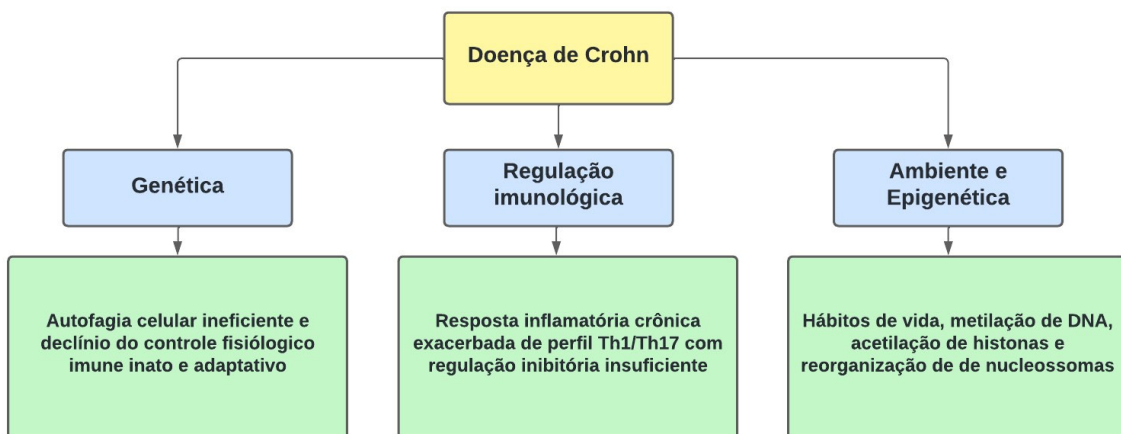 Doença de Crohn
Genética
Regulação
imunológica
Ambiente e
Epigenética
Autofagia celular ineficiente e
declínio do controle fisiólogico
imune inato e adaptativo
Resposta inflamatória crônica
exacerbada de perfil Th1/Th17 com
regulação inibitória insuficiente
Hábitos de vida, metilação de DNA,
acetilação de histonas e
reorganização de de nucleossomas